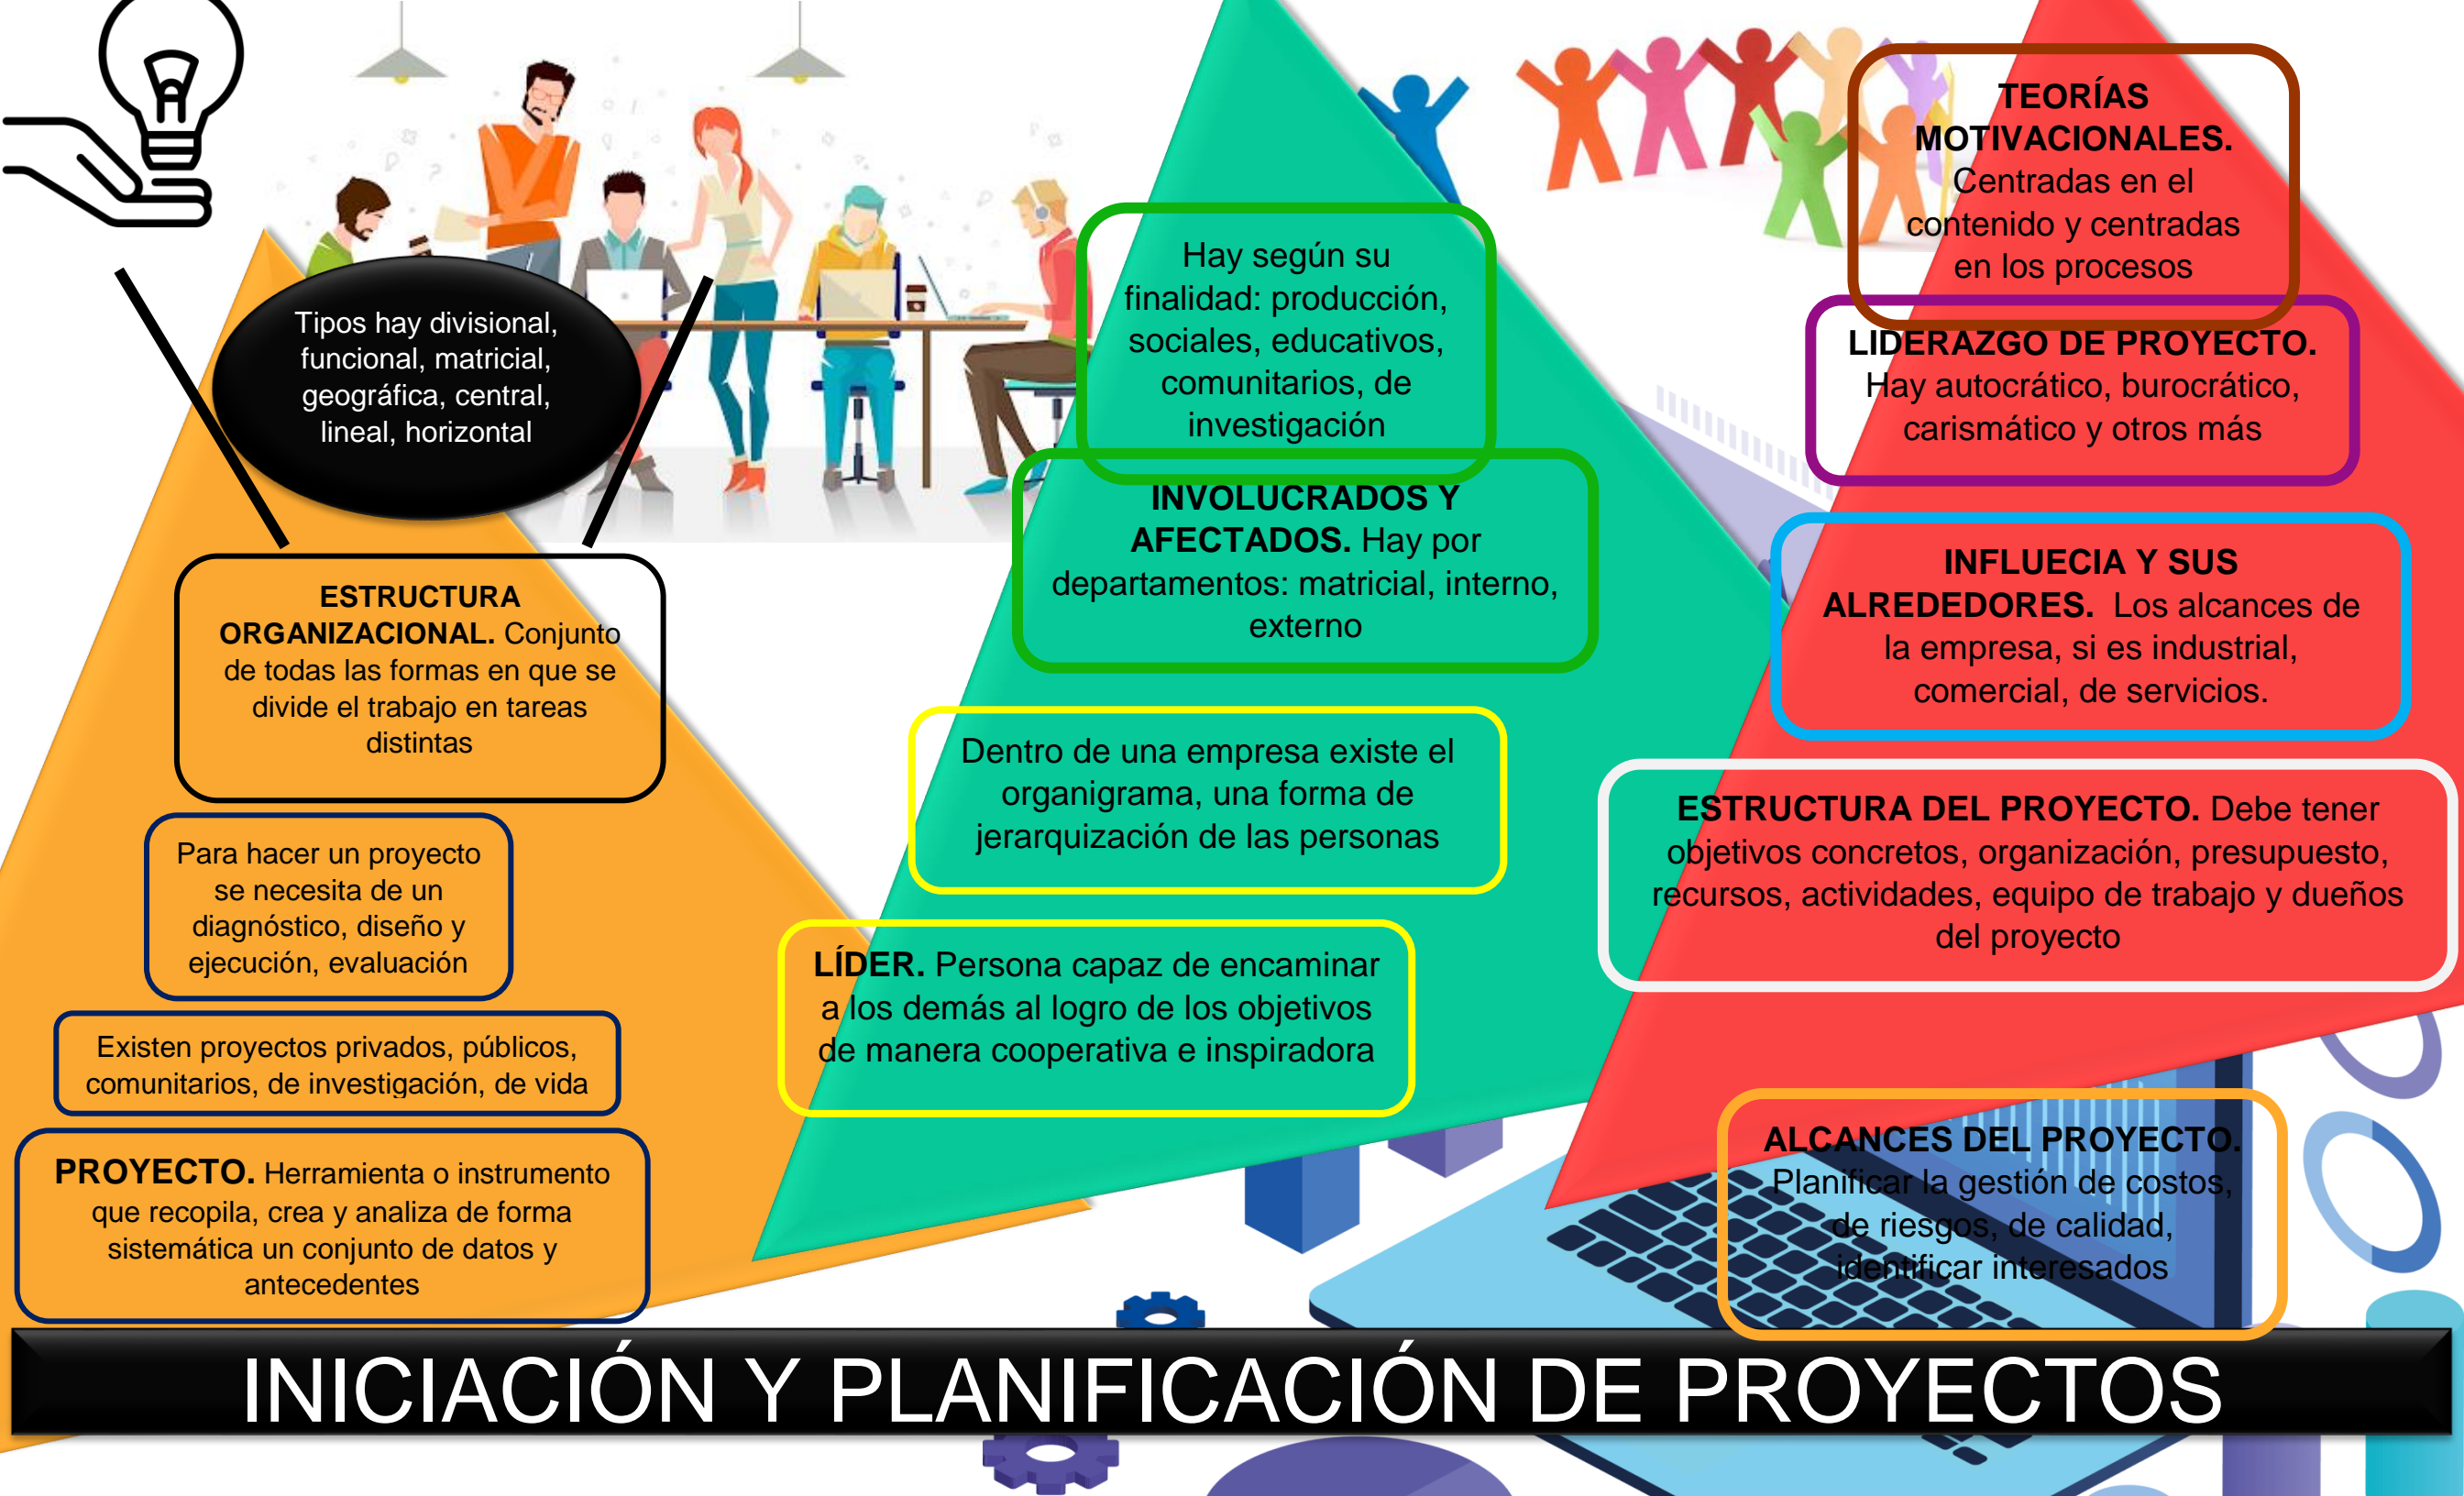 Tipos hay divisional,
funcional, matricial,
geográfica, central,
lineal, horizontal
ESTRUCTURA
ORGANIZACIONAL. Conjunto
de todas las formas en que se
divide el trabajo en tareas
distintas
Para hacer un proyecto
se necesita de un
diagnóstico, diseño y
ejecución, evaluación
Existen proyectos privados, públicos,
comunitarios, de investigación, de vida
PROYECTO. Herramienta o instrumento
que recopila, crea y analiza de forma
sistemática un conjunto de datos y
antecedentes
Hay según su
finalidad: producción,
sociales, educativos,
comunitarios, de
investigación
INVOLUCRADOS Y
AFECTADOS. Hay por
departamentos: matricial, interno,
externo
Dentro de una empresa existe el
organigrama, una forma de
jerarquización de las personas
LÍDER. Persona capaz de encaminar
a los demás al logro de los objetivos
de manera cooperativa e inspiradora
TEORÍAS
MOTIVACIONALES.
Centradas en el
contenido y centradas
en los procesos
LIDERAZGO DE PROYECTO.
Hay autocrático, burocrático,
carismático y otros más
INFLUECIA Y SUS
ALREDEDORES. Los alcances de
la empresa, si es industrial,
comercial, de servicios.
ESTRUCTURA DEL PROYECTO. Debe tener
objetivos concretos, organización, presupuesto,
recursos, actividades, equipo de trabajo y dueños
del proyecto
ALCANCES DEL PROYECTO.
Planificar la gestión de costos,
de riesgos, de calidad,
identificar interesados
INICIACIÓN Y PLANIFICACIÓN DE PROYECTOS